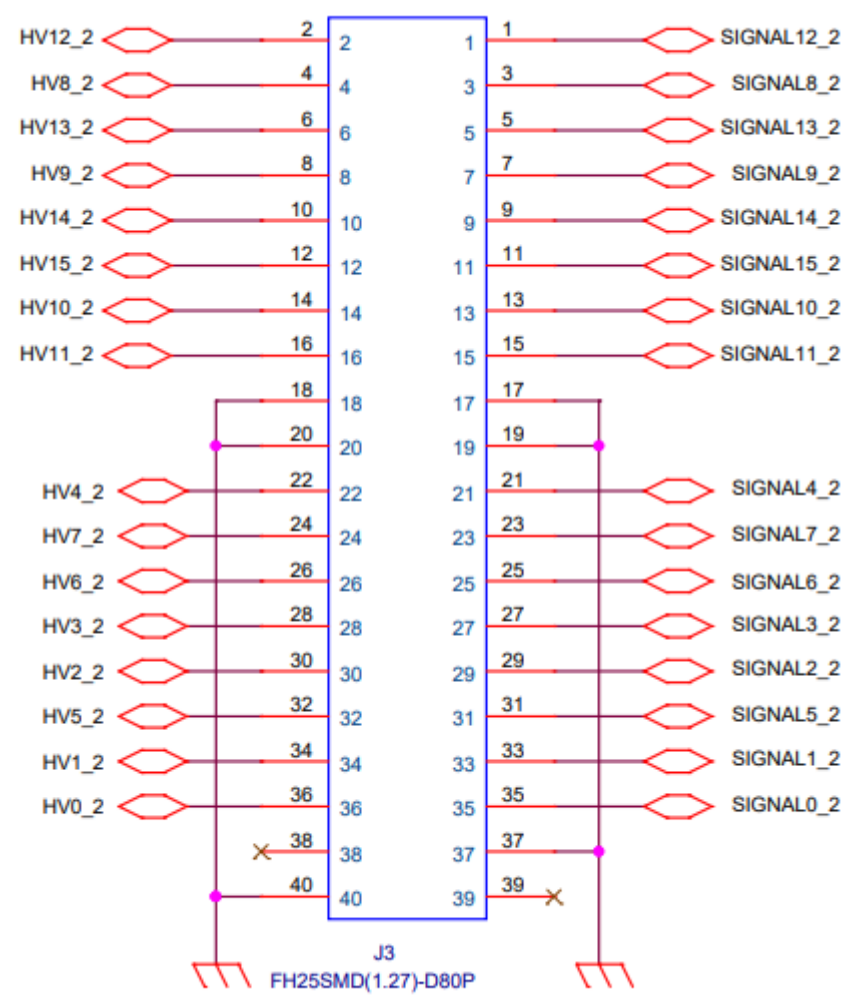 HV12_2 2 2 1 1 SIGNAL12_2
HV8_2 4 4 3 3 SIGNAL8_2
HV13_2 6 6 5 5 SIGNAL13_2
HV9_2 8 8 7 7 SIGNAL9_2
HV14_2 10 10 9 9 SIGNAL14_2
HV15_2 12 12 11 11 SIGNAL15_2
HV10_2 14 14 13 13 SIGNAL10_2
HV11_2 16 16 15 15 SIGNAL11_2
18 18 17 17
20 20 19 19
HV4_2 22 22 21 21 SIGNAL4_2
HV7_2 24 24 23 23 SIGNAL7_2
HV6_2 26 26 25 25 SIGNAL6_2
HV3_2 28 28 27 27 SIGNAL3_2
HV2_2 30 30 29 29 SIGNAL2_2
HV5_2 32 32 31 31 SIGNAL5_2
HV1_2 34 34 33 33 SIGNAL1_2
HV0_2 36 36 35 35 SIGNAL0_2
38 38 37 37
40 40 39 39
J3
FH25SMD(1.27)-D80P